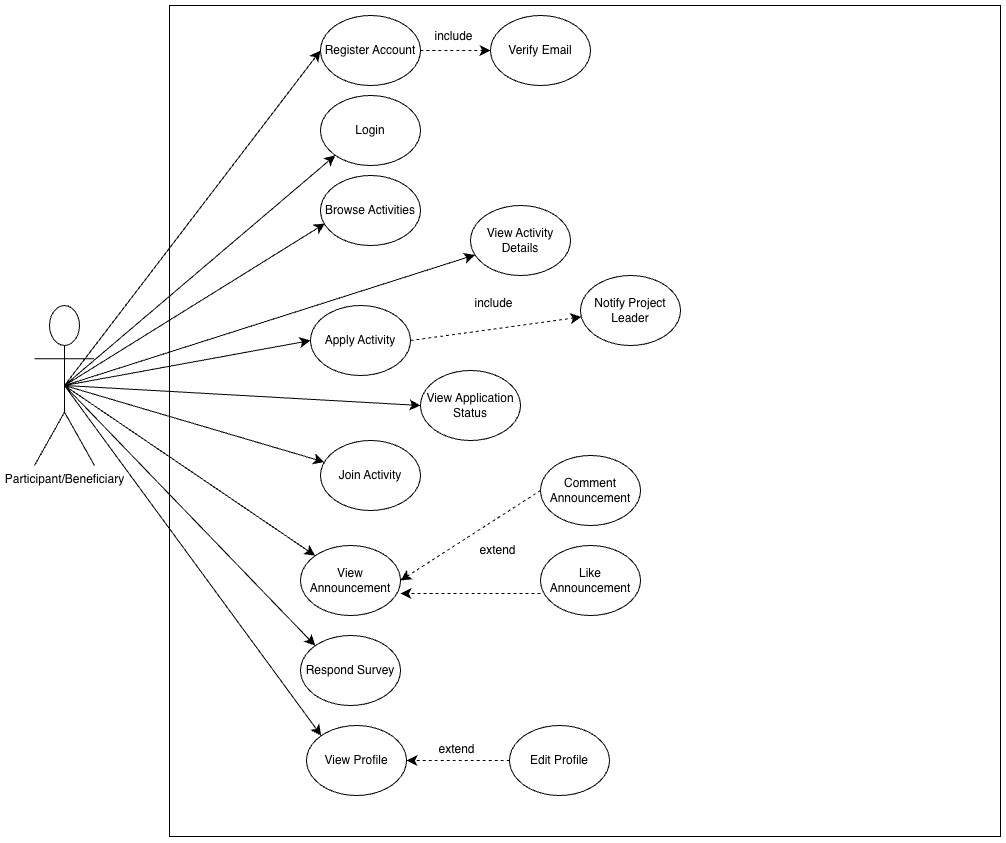 include
Register Account
Verify Email
Login
Browse Activities
View Activity
Details
include
Notify Project
Leader
Apply Activity
View Application
Status
Participant/Beneficiary
Join Activity
Comment
Announcement
extend
View
Announcement
Like
Announcement
Respond Survey
extend
View Profile
Edit Profile